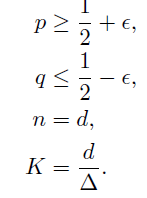 p ≥ 1/2 + ϵ,
q ≤ 1/2 − ϵ,
n = d,
K = d/Δ.